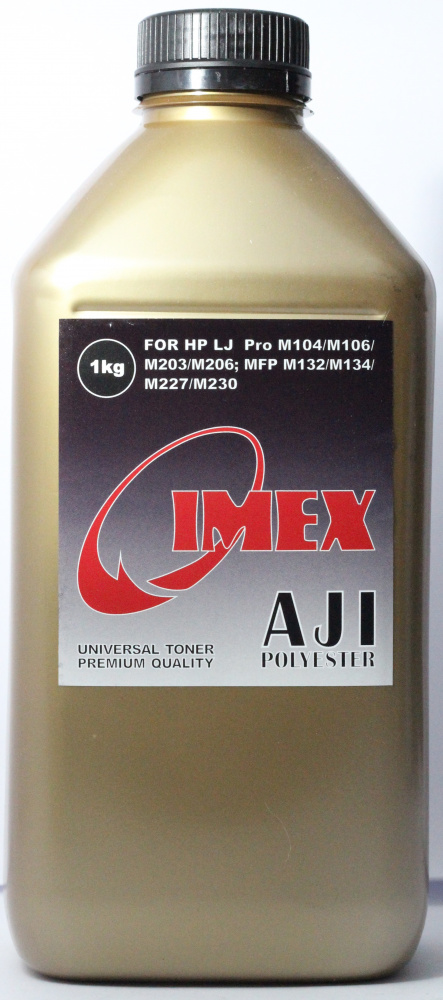 1kg
FOR HP LJ Pro M104/M106/
M203/M206; MFP M132/M134/
M227/M230
IMEX
AJI
POLYESTER
UNIVERSAL TONER
PREMIUM QUALITY